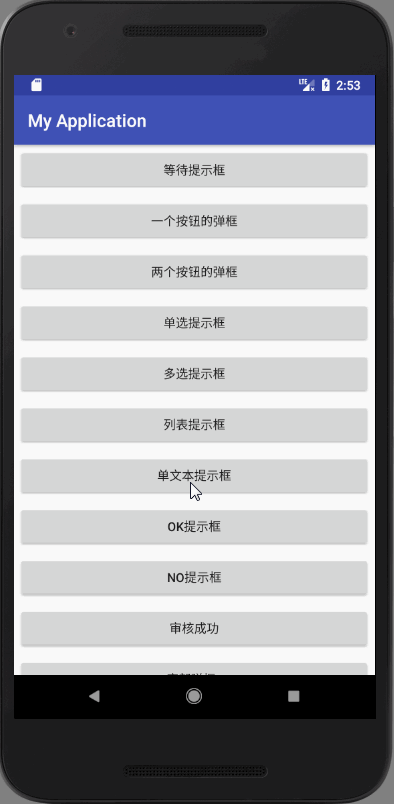 LTE 2:53
My Application
等待提示框
一个按钮的弹框
两个按钮的弹框
单选提示框
多选提示框
列表提示框
单文本提示框
OK提示框
NO提示框
审核成功